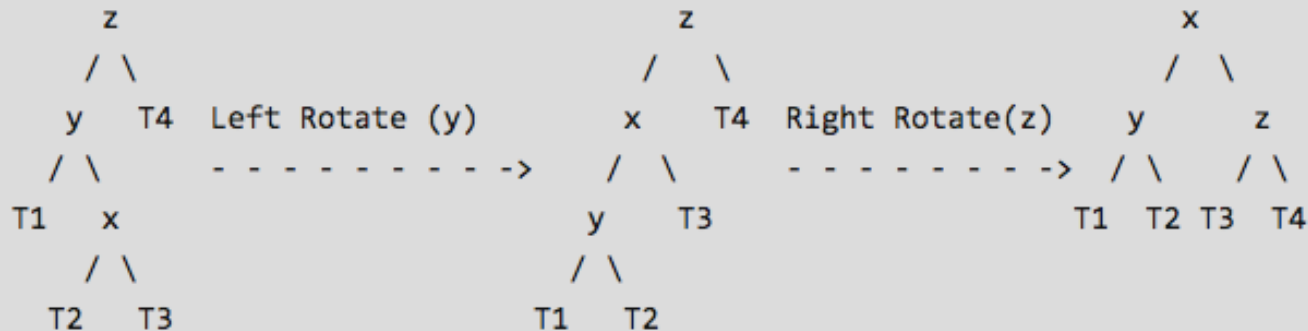 z z x
/ \ / \ / \
y T4 Left Rotate (y) x T4 Right Rotate(z) y z
/ \ - - - - - - - - -> / \ - - - - - - - -> / \ / \
T1 x y T3 T1 T2 T3 T4
/ \ / \
T2 T3 T1 T2